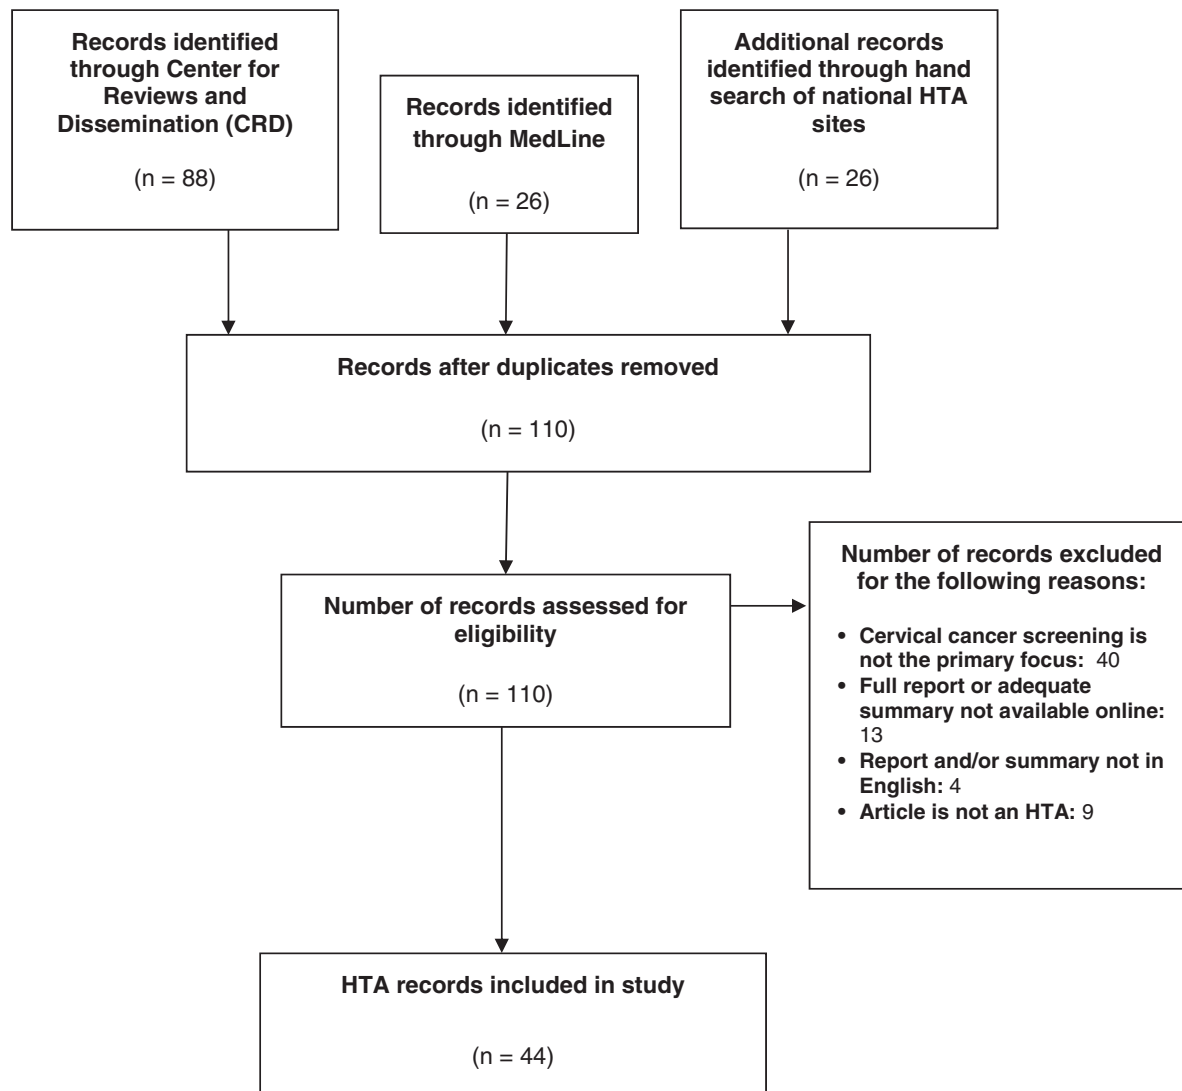 Records identified
through Center for
Reviews and
Dissemination (CRD)
(n = 88)
Records identified
through MedLine
(n = 26)
Additional records
identified through hand
search of national HTA
sites
(n = 26)
Records after duplicates removed
(n = 110)
Number of records assessed for
eligibility
(n = 110)
Number of records excluded
for the following reasons:
• Cervical cancer screening is
not the primary focus: 40
• Full report or adequate
summary not available online:
13
• Report and/or summary not in
English: 4
• Article is not an HTA: 9
HTA records included in study
(n = 44)